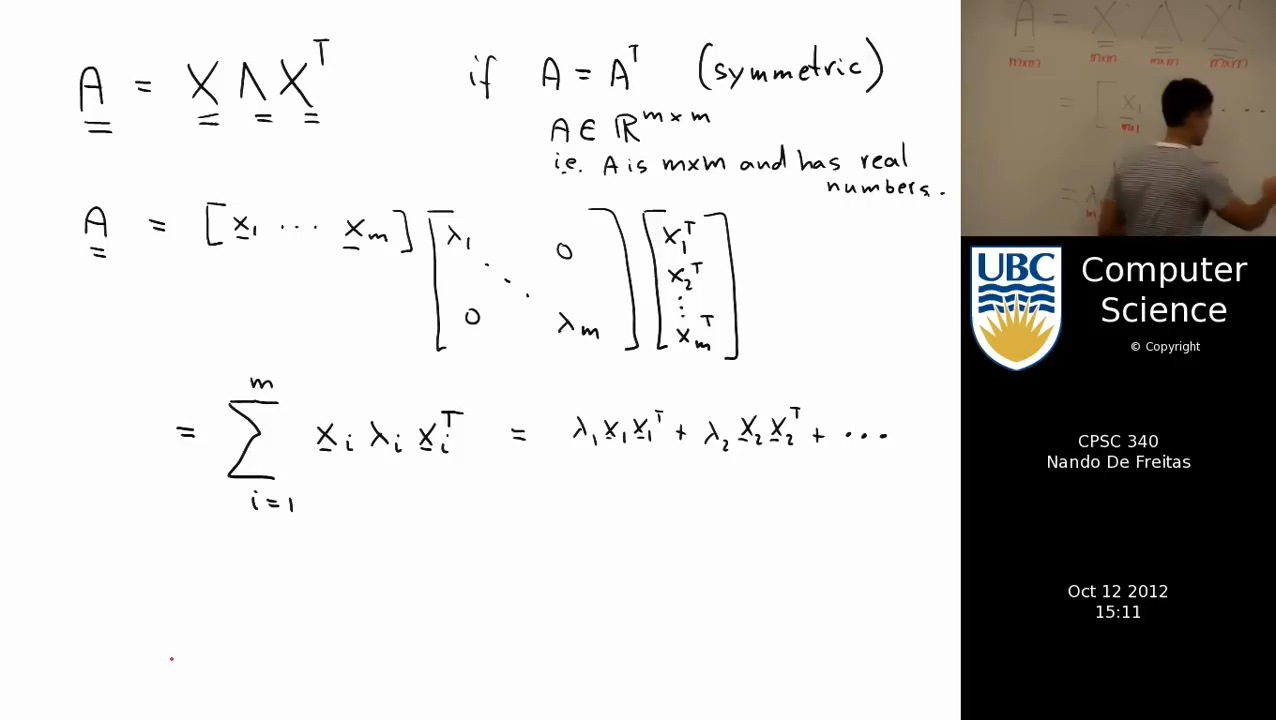 A = X Λ X^T if A = A^T (symmetric)
A ∈ ℝ^{m×m}
i.e. A is m×m and has real numbers.
A = [x_1 ··· x_m] [λ_1 0 ⋱ 0 λ_m] [x_1^T x_2^T ⋮ x_m^T]
= Σ_{i=1}^{m} x_i λ_i x_i^T = λ_1 x_1 x_1^T + λ_2 x_2 x_2^T + ···
A = X Λ X^T
m×m m×m m×m m×m
= [ x_1 ···
= λ
UBC
Computer
Science
© Copyright
CPSC 340
Nando De Freitas
Oct 12 2012
15:11